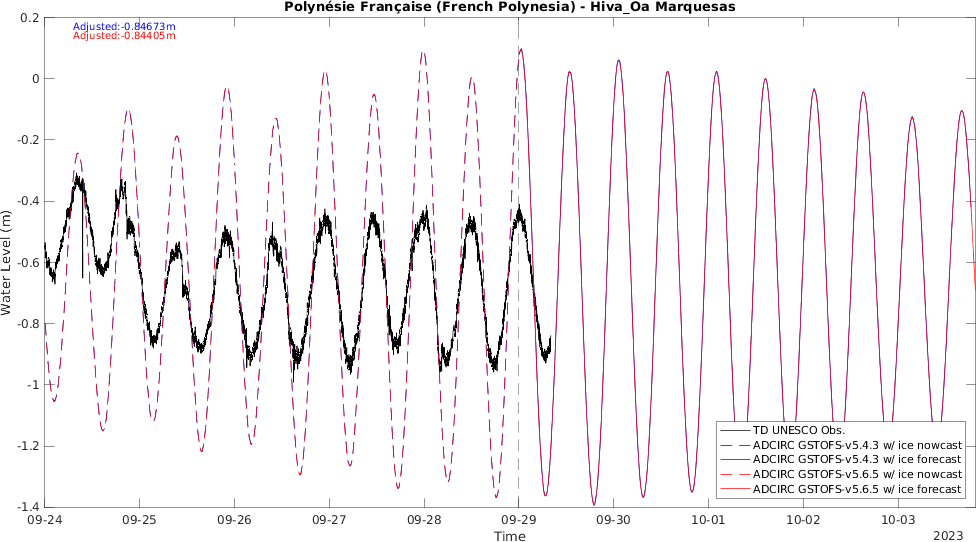 Polynésie Française (French Polynesia) - Hiva_Oa Marquesas
Adjusted:-0.84673m
Adjusted:-0.84405m
0.2
0
-0.2
-0.4
-0.6
-0.8
-1
-1.2
-1.4
Water Level (m)
TD UNESCO Obs.
ADCIRC GSTOFS-v5.4.3 w/ ice nowcast
ADCIRC GSTOFS-v5.4.3 w/ ice forecast
ADCIRC GSTOFS-v5.6.5 w/ ice nowcast
ADCIRC GSTOFS-v5.6.5 w/ ice forecast
09-24 09-25 09-26 09-27 09-28 09-29 09-30 10-01 10-02 10-03
Time
2023